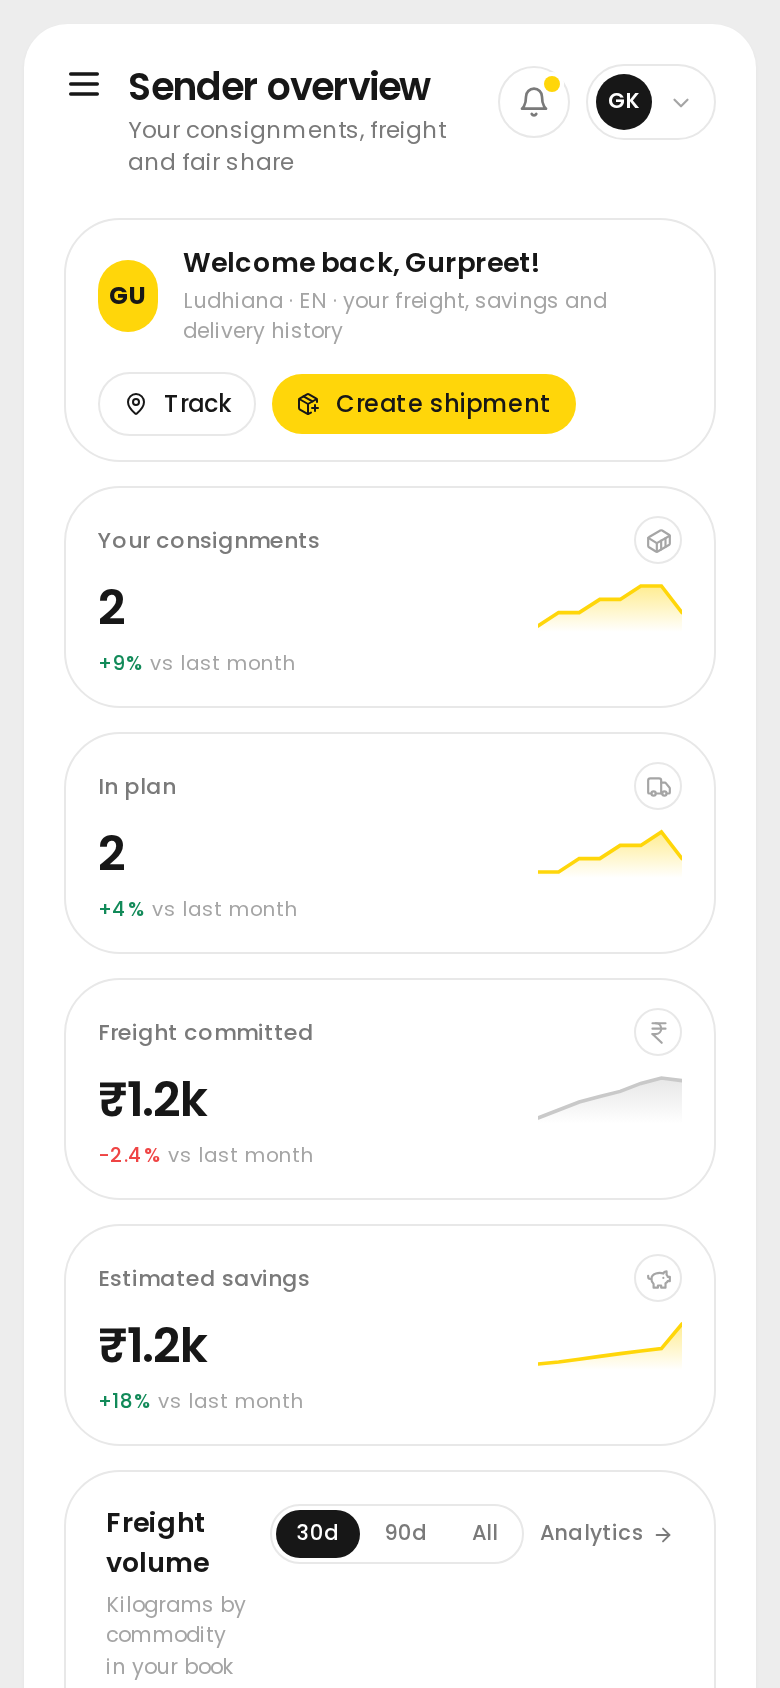 Sender overview
Your consignments, freight
and fair share
GK
GU
Welcome back, Gurpreet!
Ludhiana · EN · your freight, savings and
delivery history
Track
Create shipment
Your consignments
2
+9% vs last month
In plan
2
+4% vs last month
Freight committed
₹
₹1.2k
-2.4% vs last month
Estimated savings
₹1.2k
+18% vs last month
Freight
volume
30d 90d All Analytics →
Kilograms by
commodity
in your book